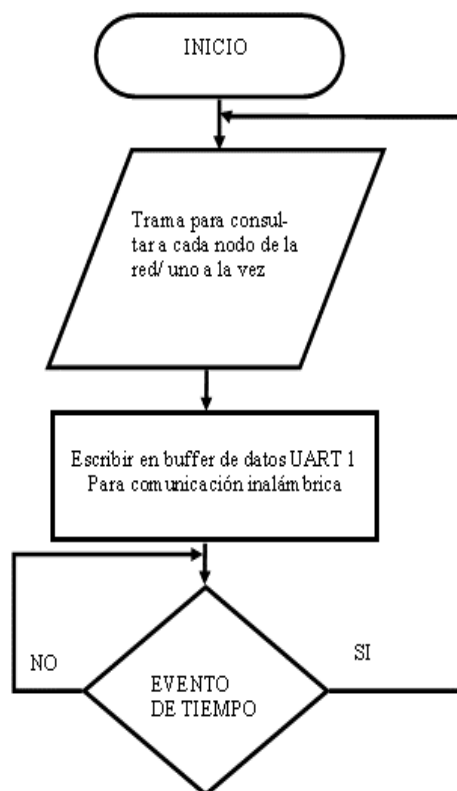 INICIO
Trama para consul-
tar a cada nodo de la
red/ uno a la vez
Escribir en buffer de datos UART 1
Para comunicación inalámbrica
NO
SI
EVENTO
DE TIEMPO